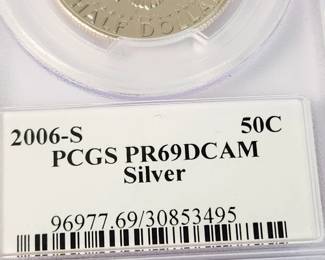 HALF DOLLAR
2006-S 50C
PCGS PR69DCAM
Silver
96977.69/30853495